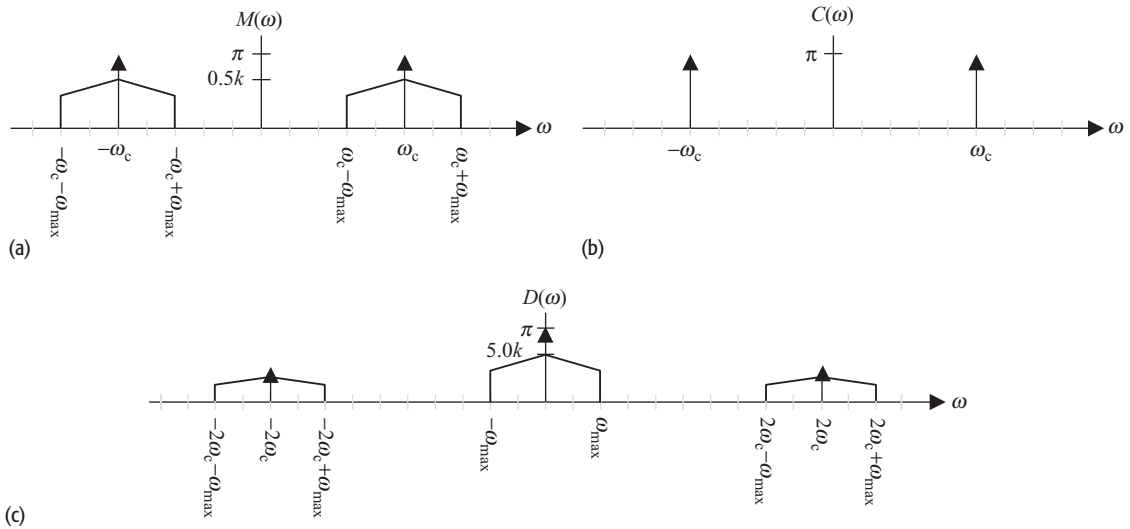 M(ω)
π
0.5k
ω
−ω_c
ω_c
−ω_c−ω_max
−ω_c+ω_max
ω_c−ω_max
ω_c+ω_max
(a)
C(ω)
π
ω
−ω_c
ω_c
(b)
D(ω)
π
5.0k
ω
−2ω_c−ω_max
−2ω_c
−2ω_c+ω_max
−ω_max
ω_max
2ω_c−ω_max
2ω_c
2ω_c+ω_max
(c)